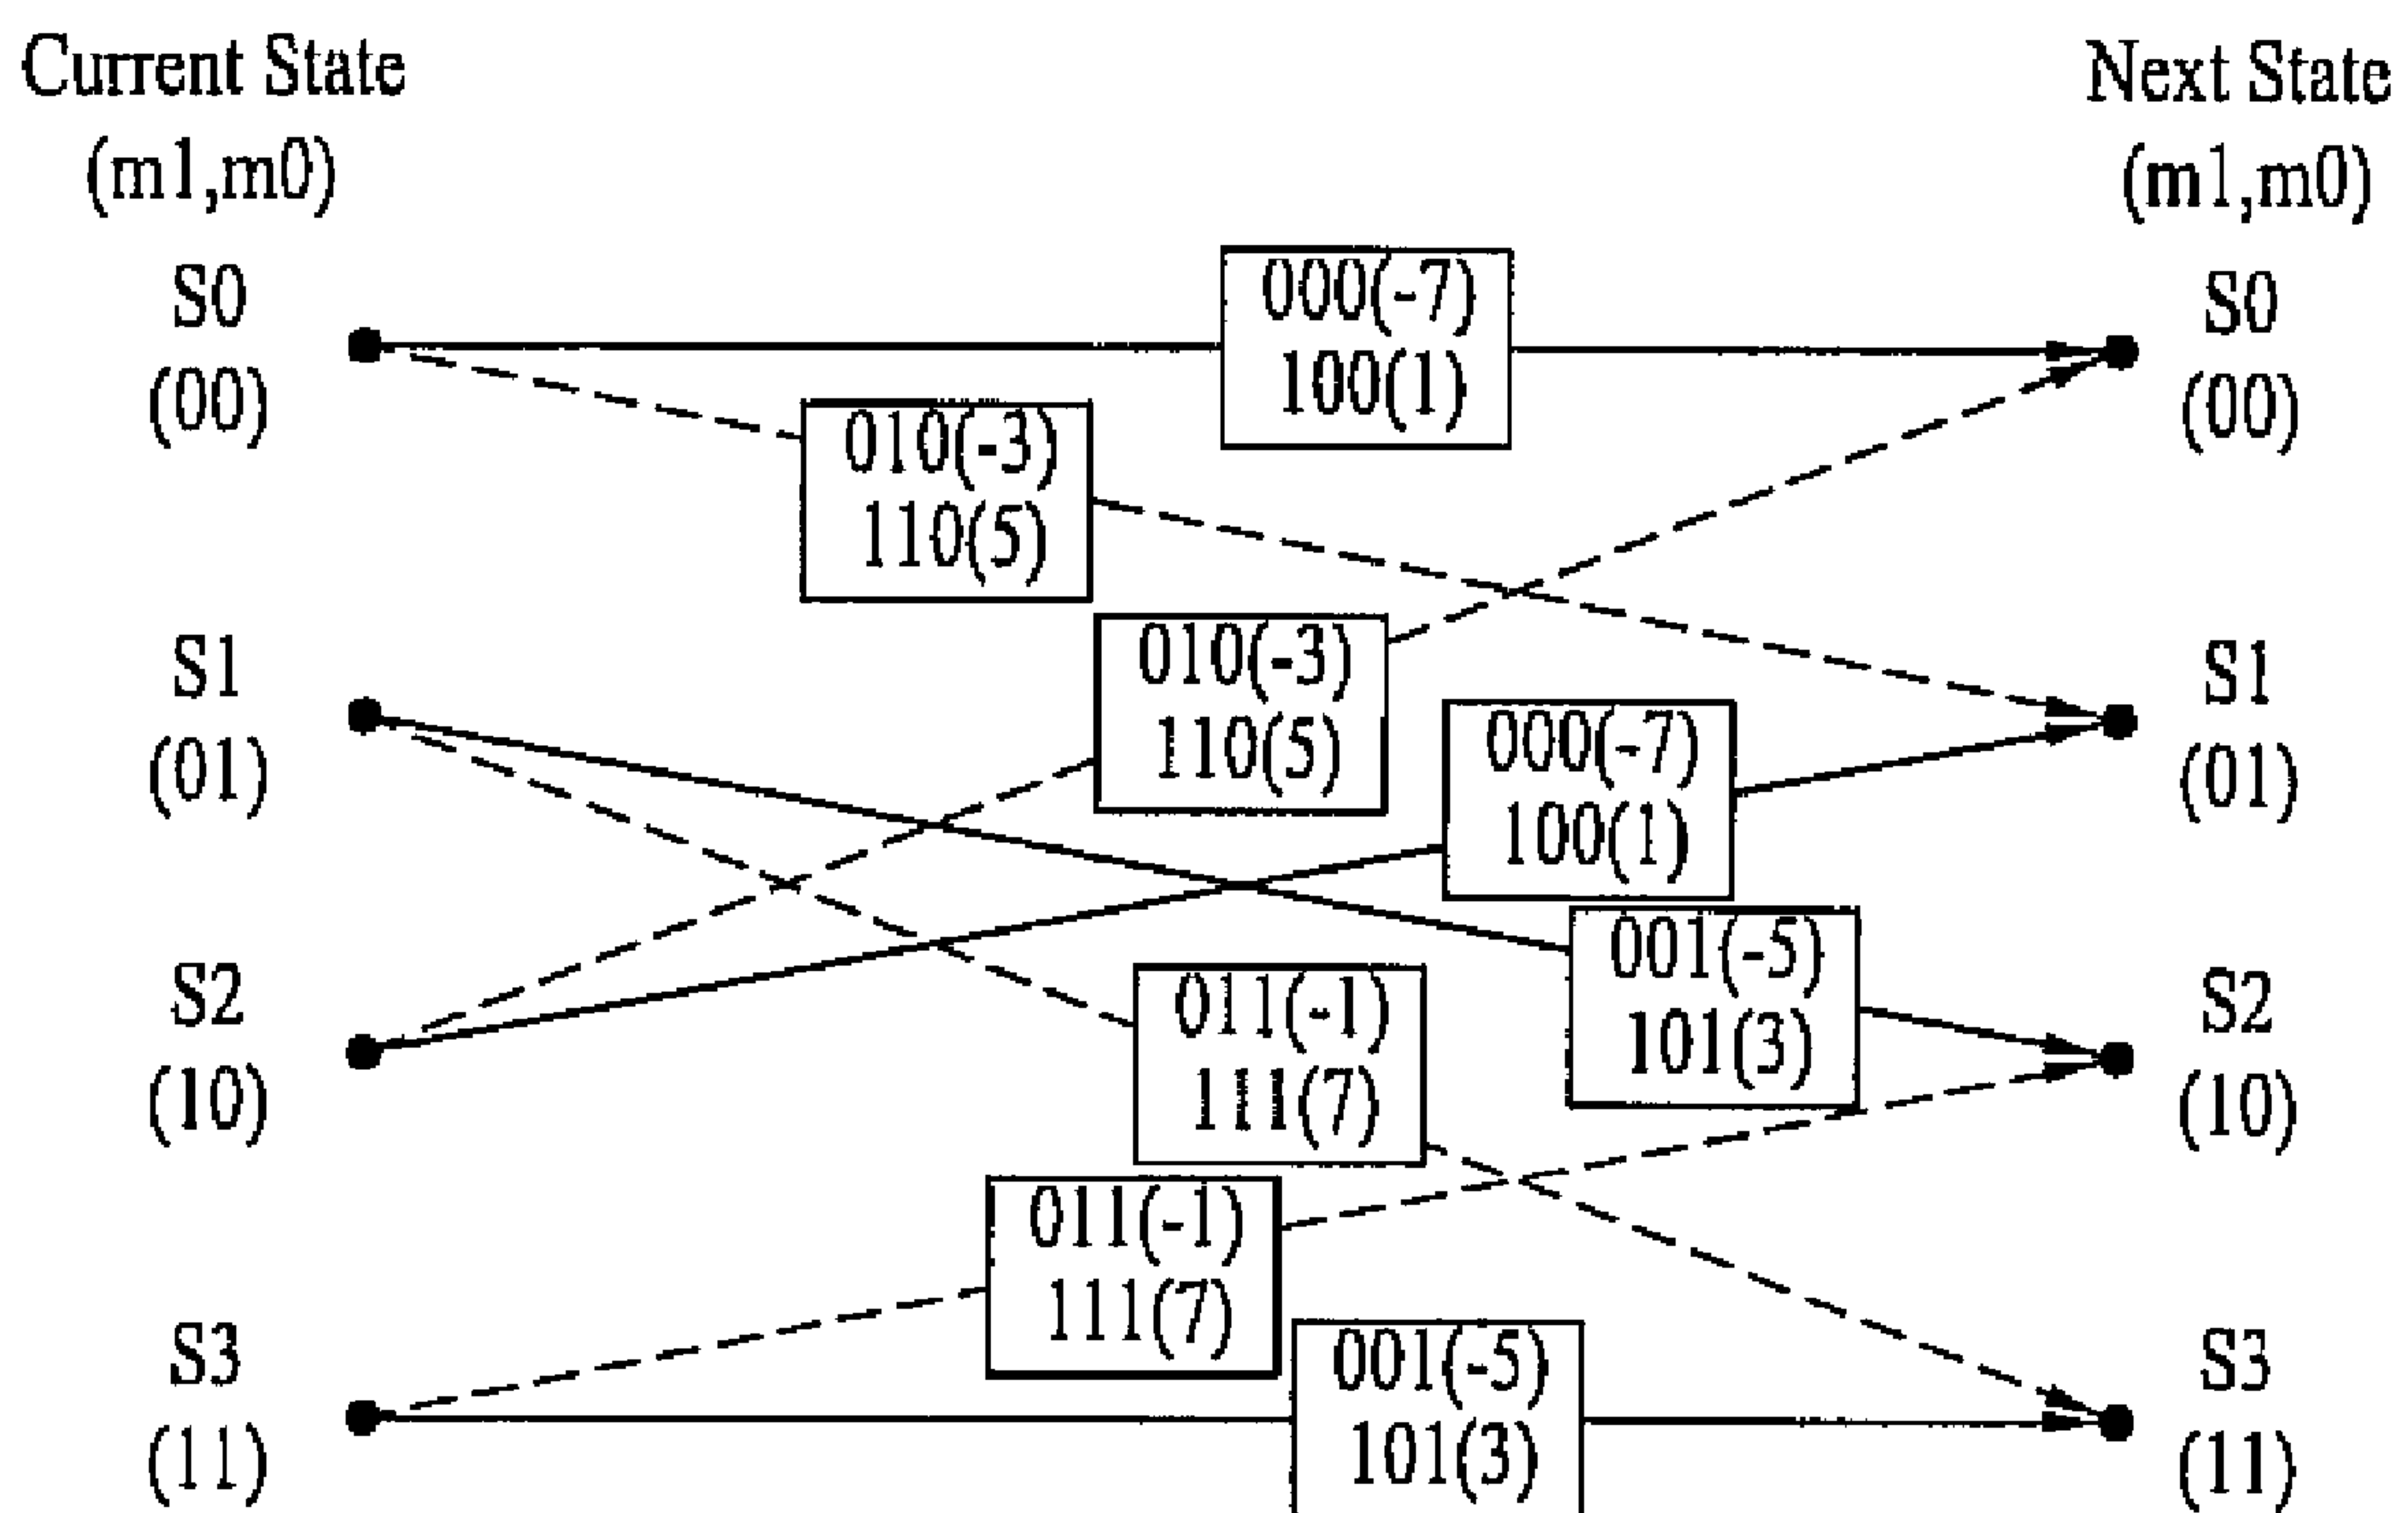 Current State
(m1,m0)
Next State
(m1,m0)
S0
(00)
000(-7)
100(1)
S0
(00)
010(-3)
110(5)
S1
(01)
010(-3)
110(5)
000(-7)
100(1)
S1
(01)
S2
(10)
011(-1)
111(7)
001(-5)
101(3)
S2
(10)
011(-1)
111(7)
S3
(11)
001(-5)
101(3)
S3
(11)